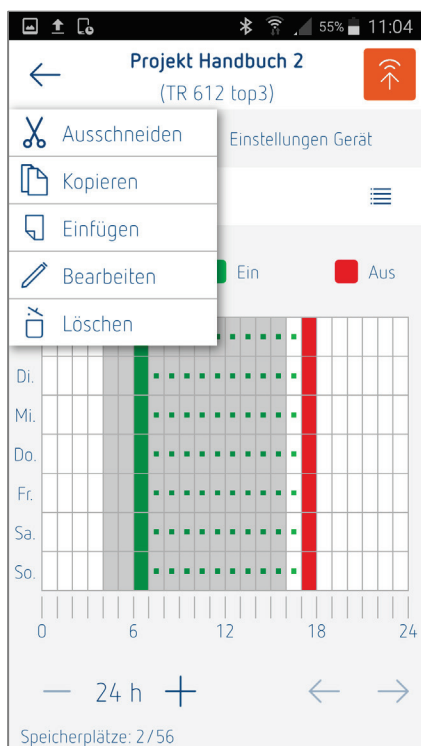 55% 11:04
Projekt Handbuch 2
(TR 612 top3)
Ausschneiden
Einstellungen Gerät
Kopieren
Einfügen
Bearbeiten
Ein
Aus
Löschen
Di.
Mi.
Do.
Fr.
Sa.
So.
0 6 12 18 24
24 h
Speicherplätze: 2/56